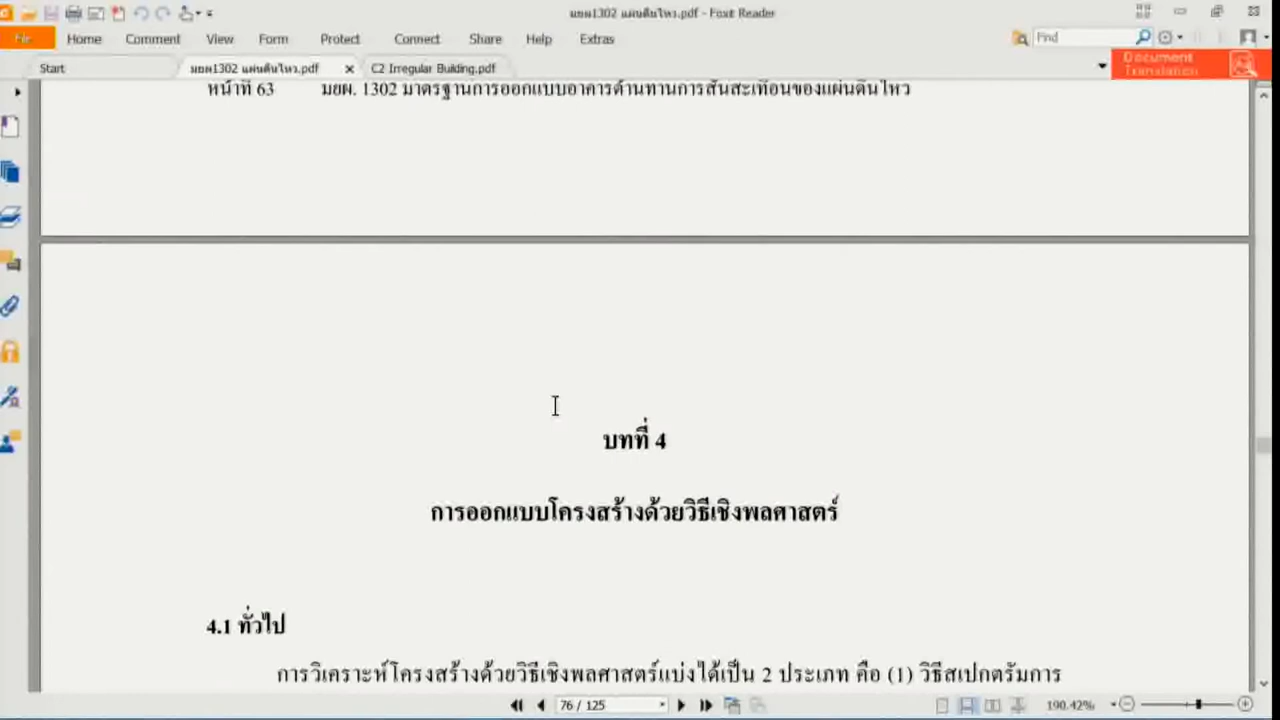 มยผ1302 แผ่นดินไหว.pdf - Foxit Reader
File Home Comment View Form Protect Connect Share Help Extras
Find
Start มยผ1302 แผ่นดินไหว.pdf C2 Irregular Building.pdf
Document Translation
หน้าที่ 63 มยผ. 1302 มาตรฐานการออกแบบอาคารต้านทานการสั่นสะเทือนของแผ่นดินไหว
บทที่ 4
การออกแบบโครงสร้างด้วยวิธีเชิงพลศาสตร์
4.1 ทั่วไป
การวิเคราะห์โครงสร้างด้วยวิธีเชิงพลศาสตร์แบ่งได้เป็น 2 ประเภท คือ (1) วิธีสเปกตรัมการ
76 / 125
190.42%